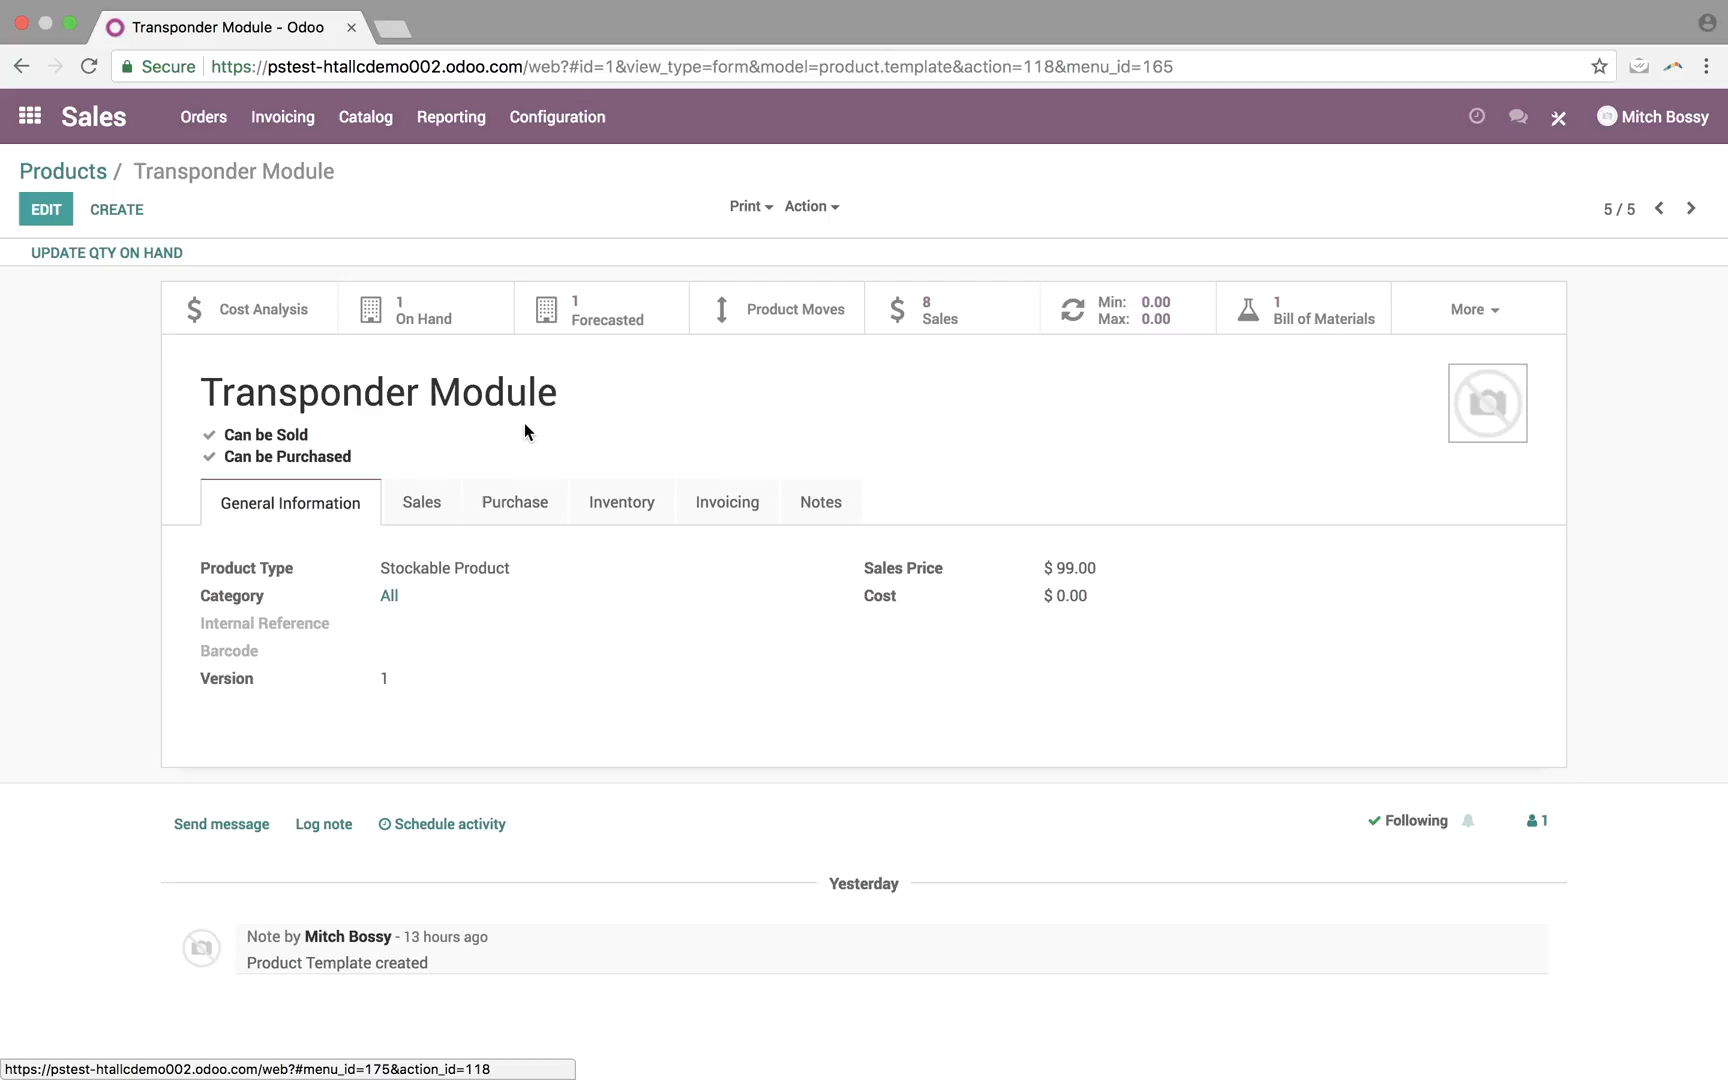 Transponder Module - Odoo
Secure https://pstest-htallcdemo002.odoo.com/web?#id=1&view_type=form&model=product.template&action=118&menu_id=165
Sales Orders Invoicing Catalog Reporting Configuration Mitch Bossy
Products / Transponder Module
EDIT CREATE Print Action 5 / 5
UPDATE QTY ON HAND
Cost Analysis
1
On Hand
1
Forecasted
Product Moves
8
Sales
Min: 0.00
Max: 0.00
1
Bill of Materials
More
Transponder Module
Can be Sold
Can be Purchased
General Information Sales Purchase Inventory Invoicing Notes
Product Type Stockable Product Sales Price $ 99.00
Category All Cost $ 0.00
Internal Reference
Barcode
Version 1
Send message Log note Schedule activity Following 1
Yesterday
Note by Mitch Bossy - 13 hours ago
Product Template created
https://pstest-htallcdemo002.odoo.com/web?#menu_id=175&action_id=118